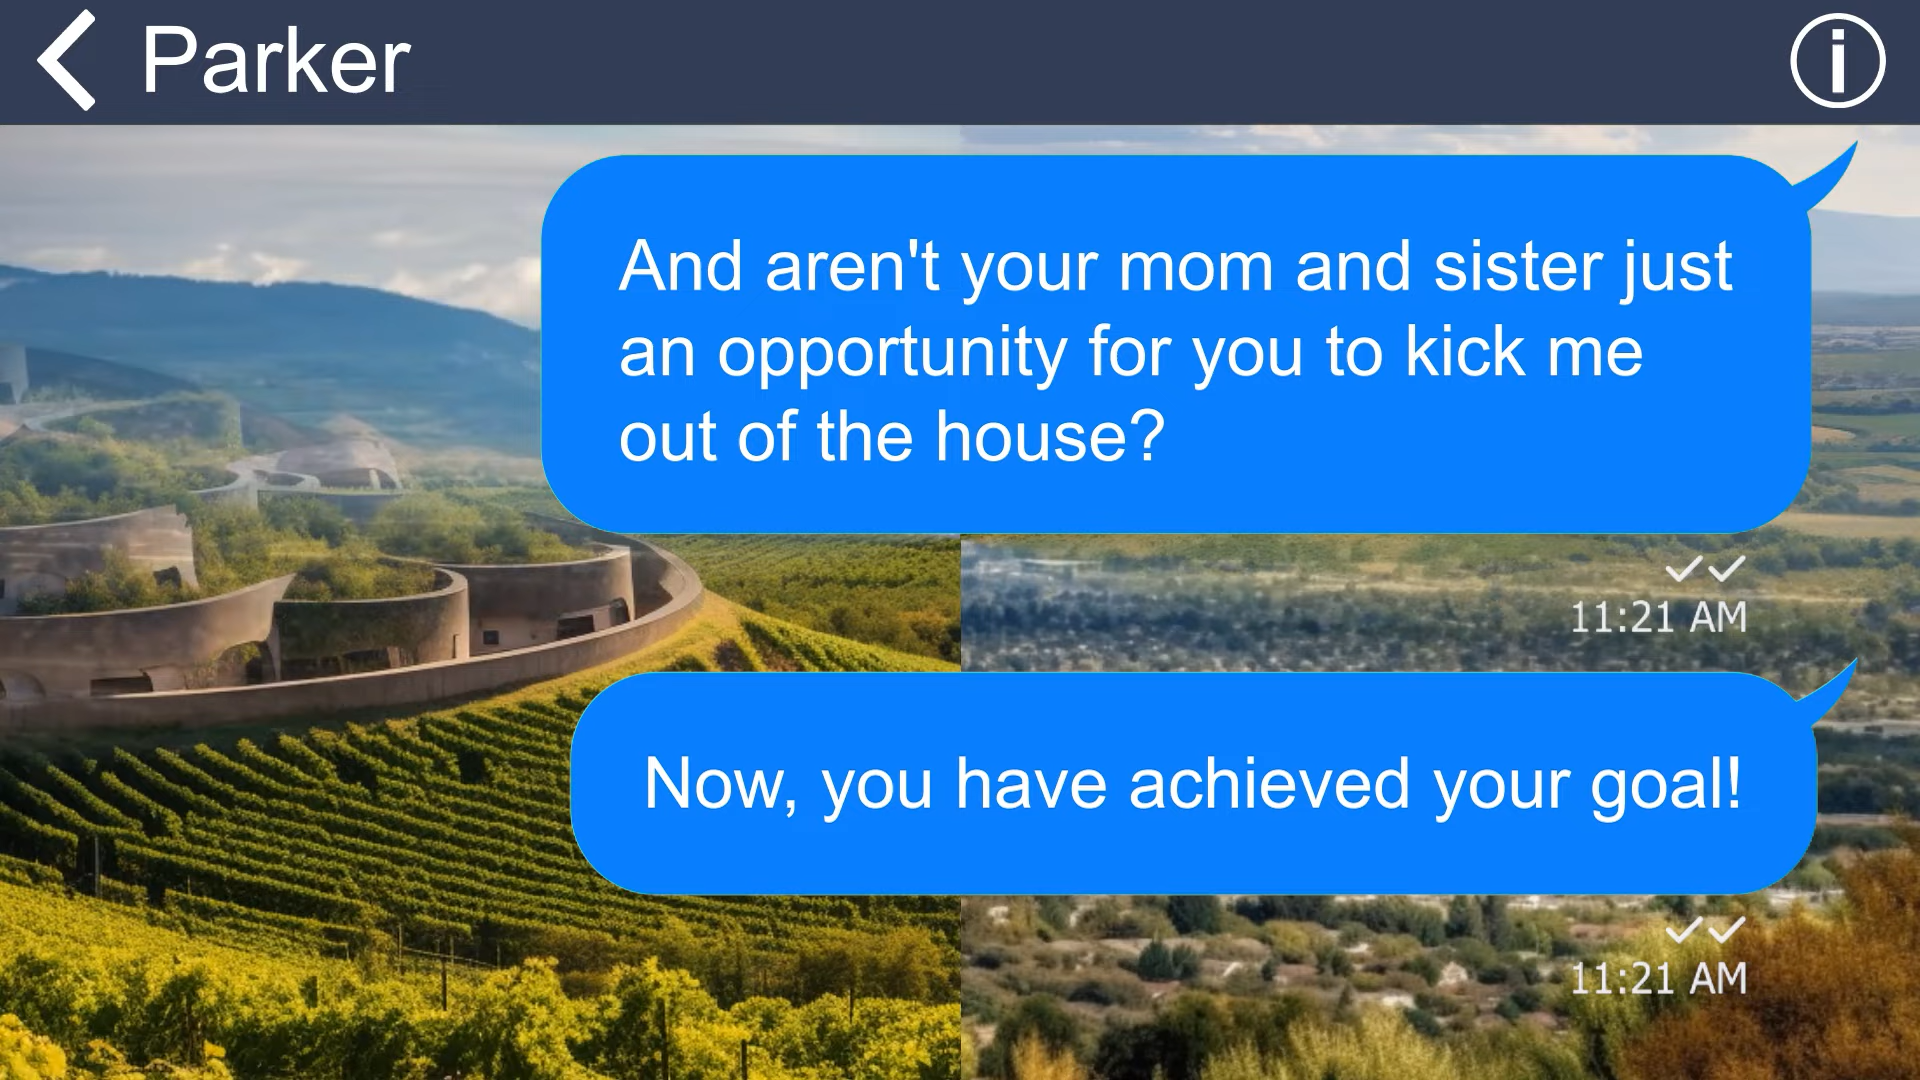 Parker
And aren't your mom and sister just
an opportunity for you to kick me
out of the house?
11:21 AM
Now, you have achieved your goal!
11:21 AM